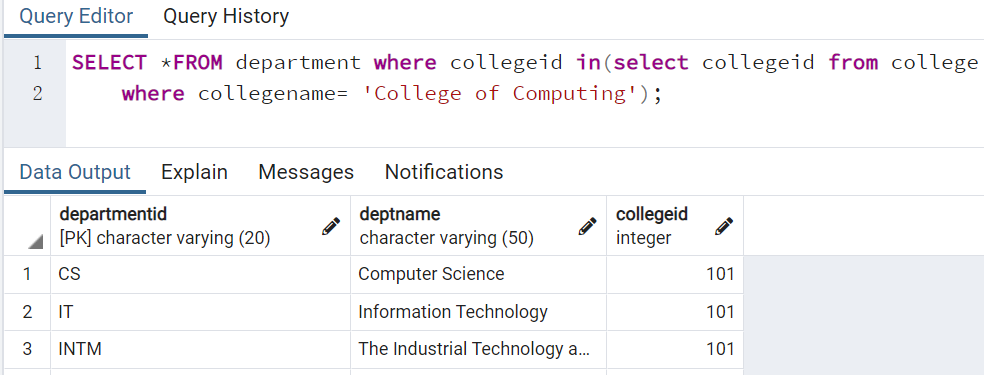 Query Editor Query History
1 SELECT *FROM department where collegeid in(select collegeid from college
2 where collegename= 'College of Computing');
Data Output Explain Messages Notifications
departmentid deptname collegeid
[PK] character varying (20) character varying (50) integer
1 CS Computer Science 101
2 IT Information Technology 101
3 INTM The Industrial Technology a... 101